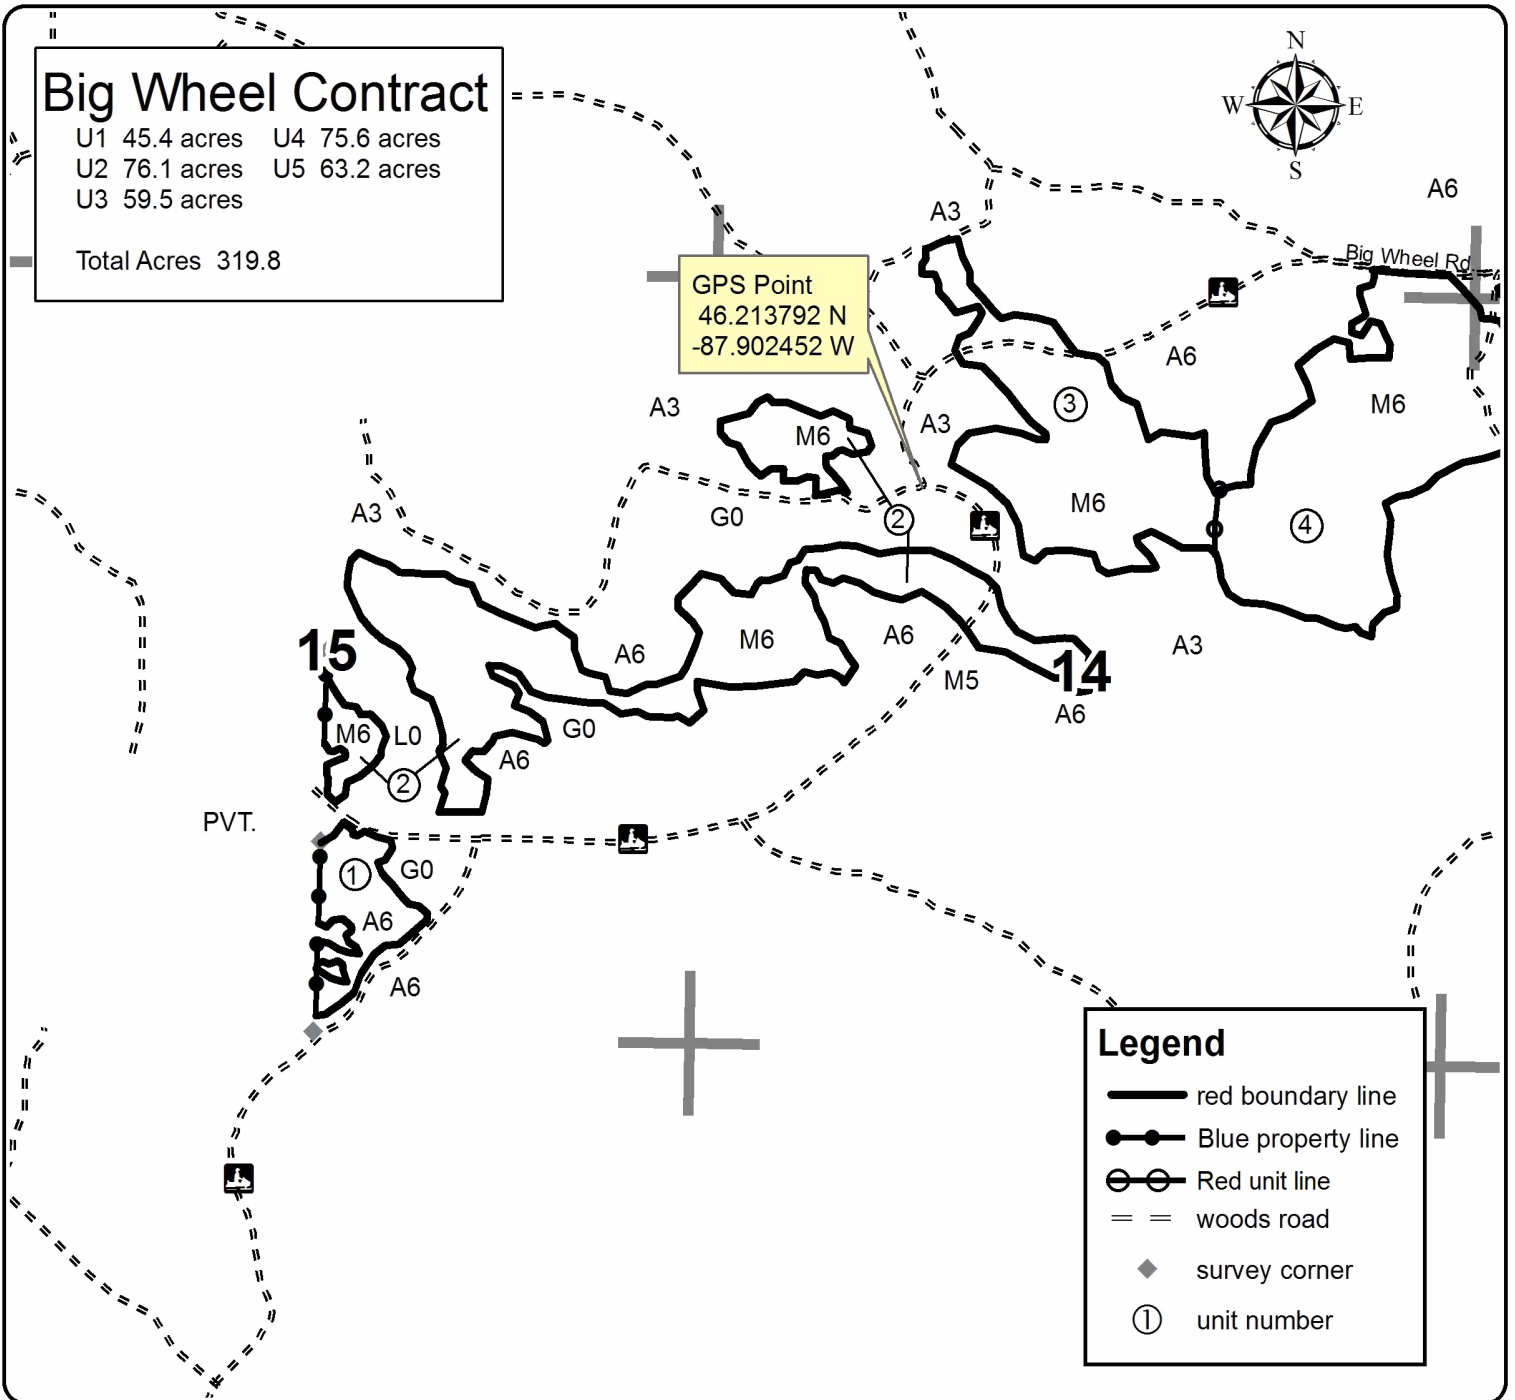 Big Wheel Contract
U1 45.4 acres U4 75.6 acres
U2 76.1 acres U5 63.2 acres
U3 59.5 acres
Total Acres 319.8
N
W E
S
A6
A3
Big Wheel Rd
GPS Point
46.213792 N
-87.902452 W
A6
A3
3
M6
A3
M6
M6
A3
G0
2
4
15
A6
M6
A6
A3
M5
14
A6
M6
L0
G0
A6
2
PVT.
1
G0
A6
A6
Legend
red boundary line
Blue property line
Red unit line
woods road
survey corner
1 unit number